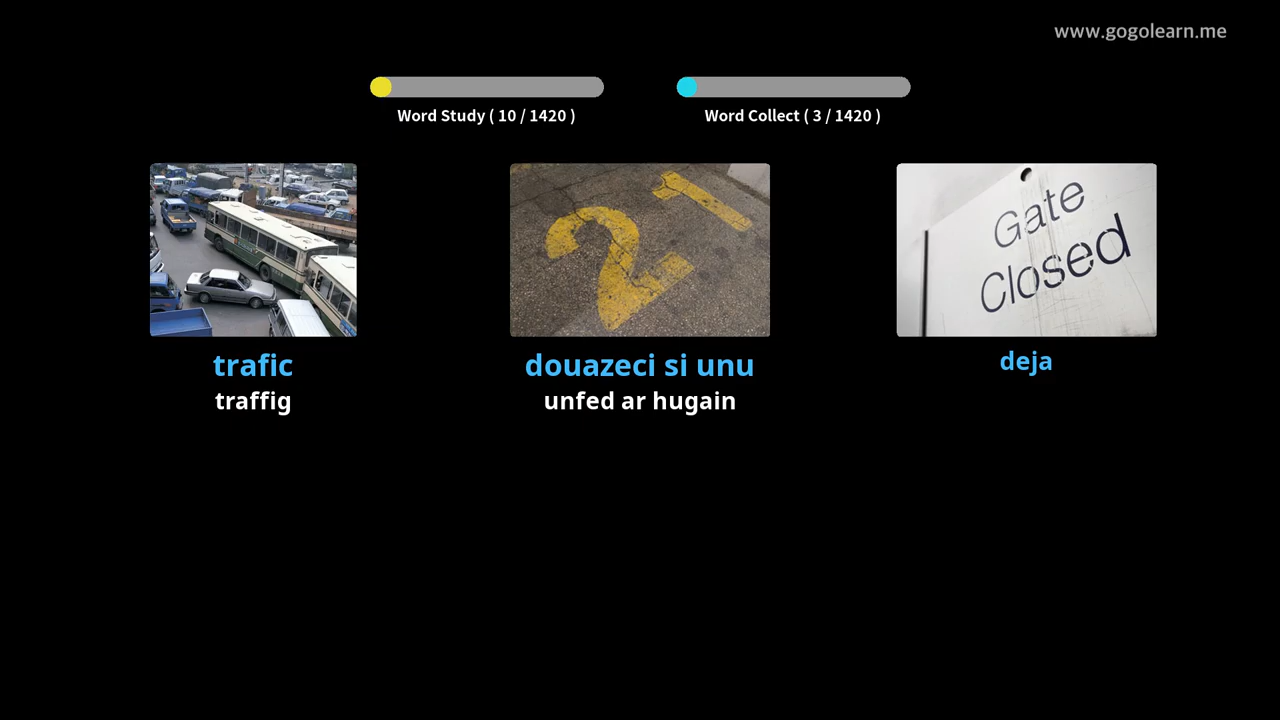 www.gogolearn.me
Word Study ( 10 / 1420 )
Word Collect ( 3 / 1420 )
21
Gate
Closed
trafic
douazeci si unu
deja
traffig
unfed ar hugain